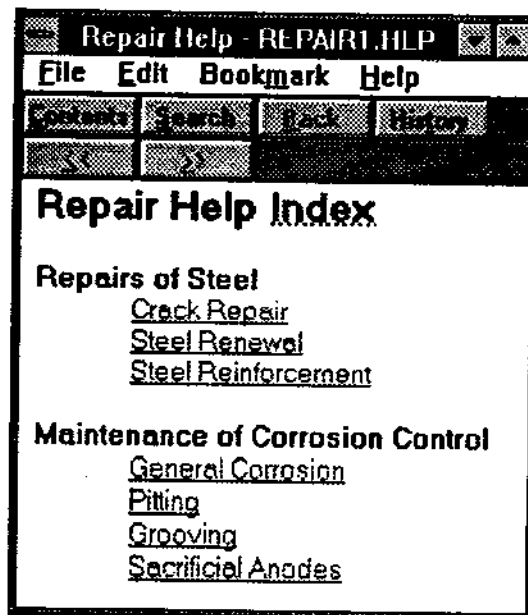 Repair Help - REPAIR1.HLP
File Edit Bookmark Help
Contents Search Back History
<< >>
Repair Help Index
Repairs of Steel
Crack Repair
Steel Renewal
Steel Reinforcement
Maintenance of Corrosion Control
General Corrosion
Pitting
Grooving
Sacrificial Anodes